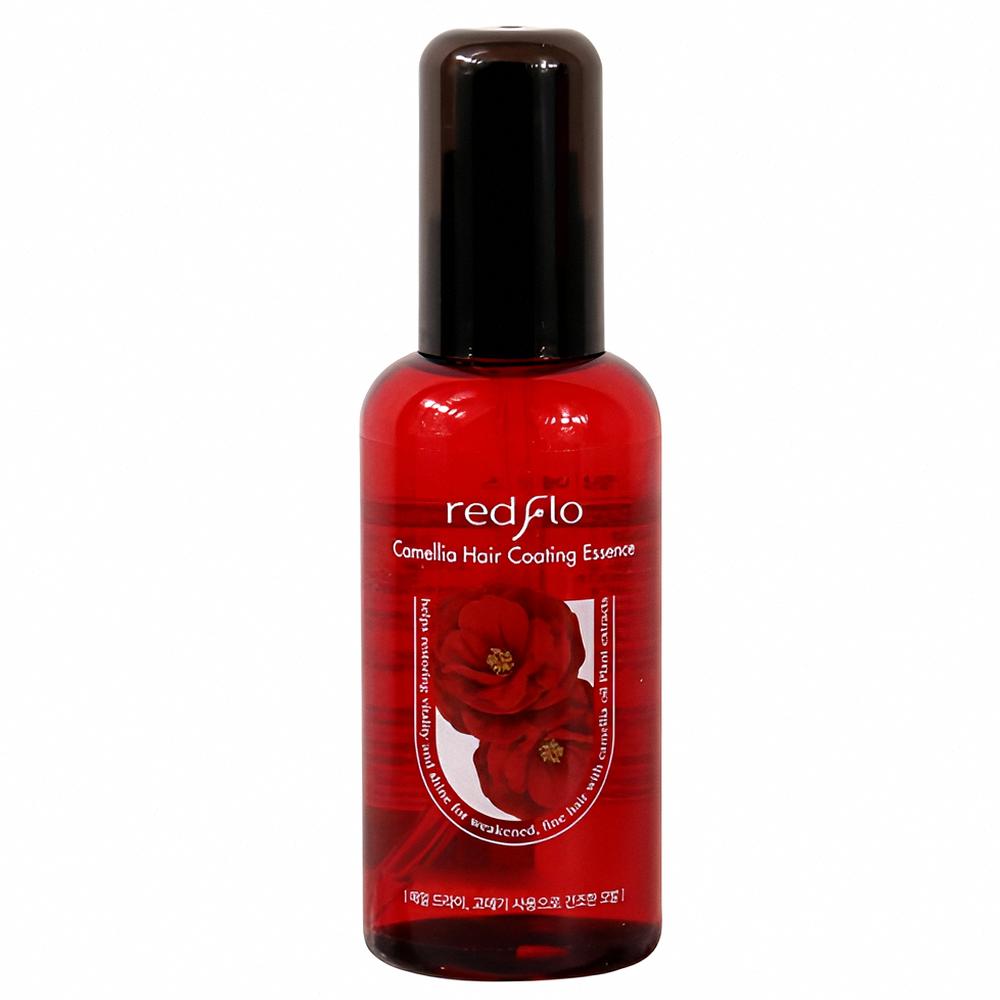 redflo
Camellia Hair Coating Essence
helps restoring vitality and shine for weakened, fine hair with camellia oil Plant extracts
| 매일 드라이, 고데기 사용으로 건조한 모발 |